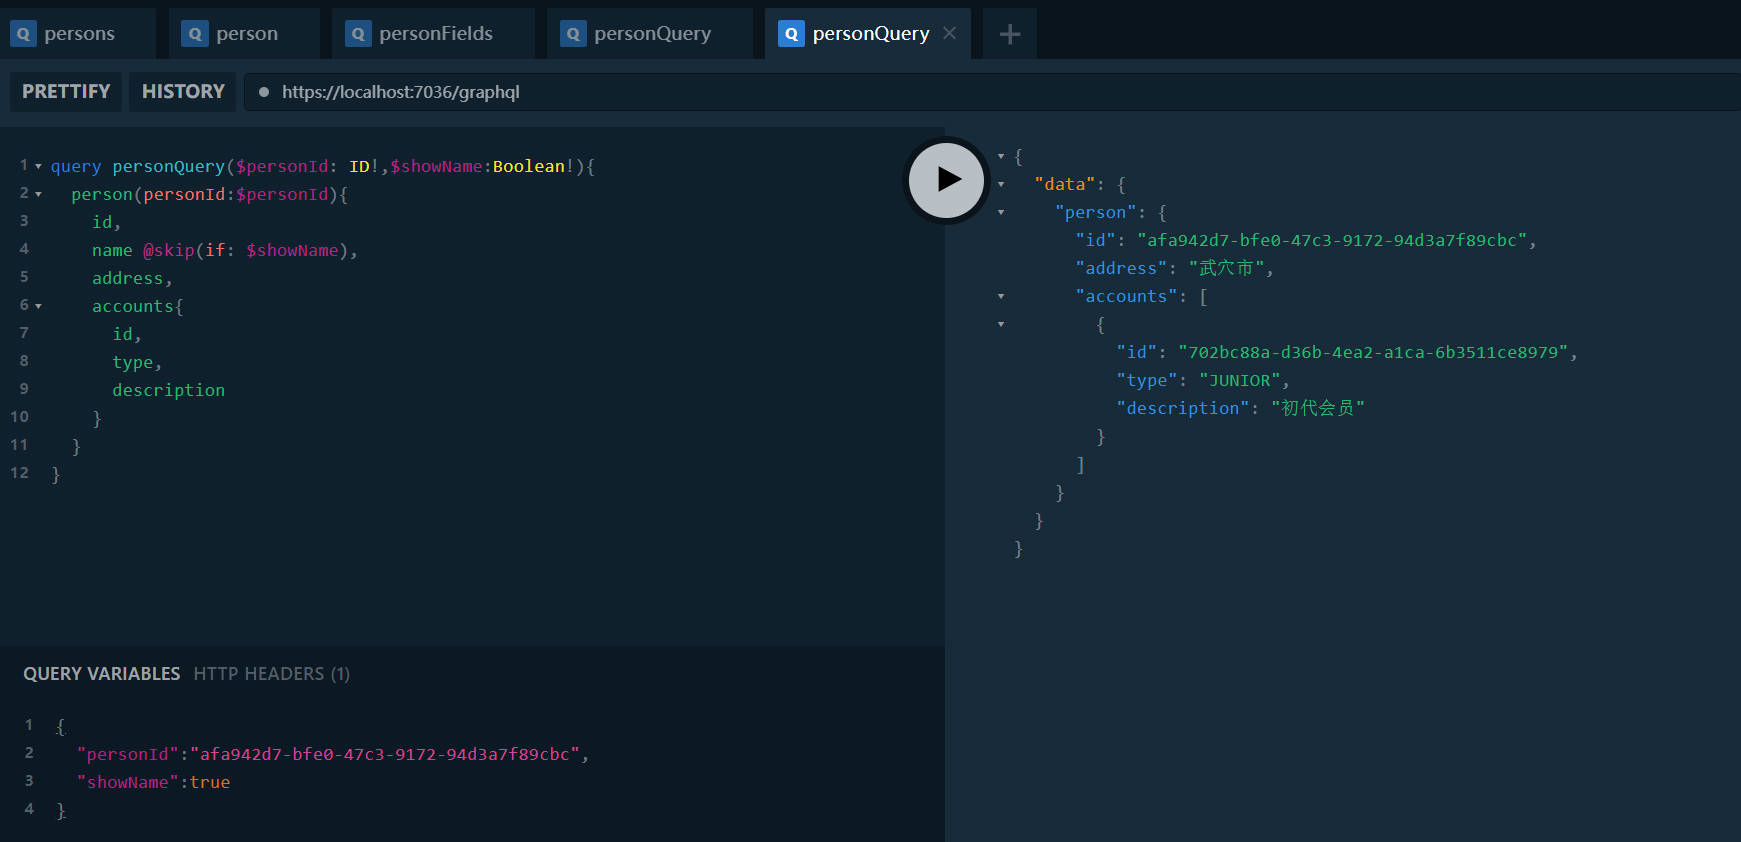 Q persons Q person Q personFields Q personQuery Q personQuery × +
PRETTIFY HISTORY https://localhost:7036/graphql
1 query personQuery($personId: ID!,$showName:Boolean!){
2 person(personId:$personId){
3 id,
4 name @skip(if: $showName),
5 address,
6 accounts{
7 id,
8 type,
9 description
10 }
11 }
12 }
{
"data": {
"person": {
"id": "afa942d7-bfe0-47c3-9172-94d3a7f89cbc",
"address": "武穴市",
"accounts": [
{
"id": "702bc88a-d36b-4ea2-a1ca-6b3511ce8979",
"type": "JUNIOR",
"description": "初代会员"
}
]
}
}
}
QUERY VARIABLES HTTP HEADERS (1)
1 {
2 "personId":"afa942d7-bfe0-47c3-9172-94d3a7f89cbc",
3 "showName":true
4 }